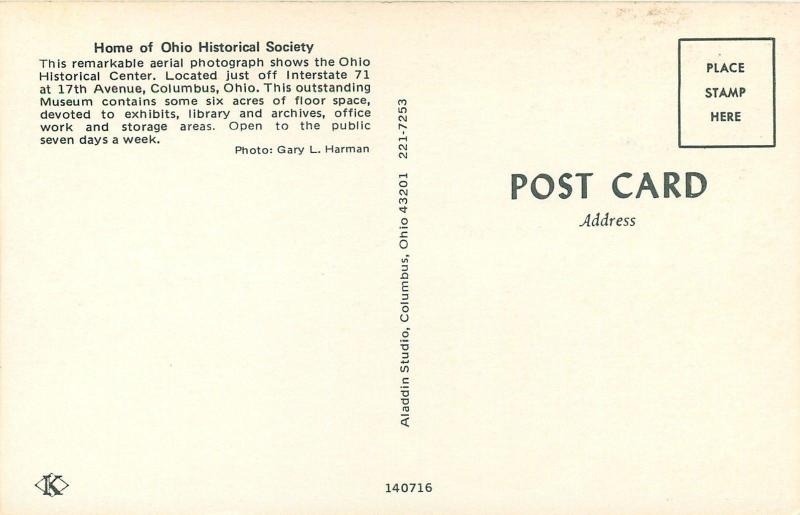 Home of Ohio Historical Society
This remarkable aerial photograph shows the Ohio
Historical Center. Located just off Interstate 71
at 17th Avenue, Columbus, Ohio. This outstanding
Museum contains some six acres of floor space,
devoted to exhibits, library and archives, office
work and storage areas. Open to the public
seven days a week.
Photo: Gary L. Harman
Aladdin Studio, Columbus, Ohio 43201 221-7253
PLACE
STAMP
HERE
POST CARD
Address
K
140716